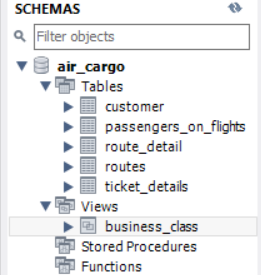 SCHEMAS
Filter objects
air_cargo
Tables
customer
passengers_on_flights
route_detail
routes
ticket_details
Views
business_class
Stored Procedures
Functions